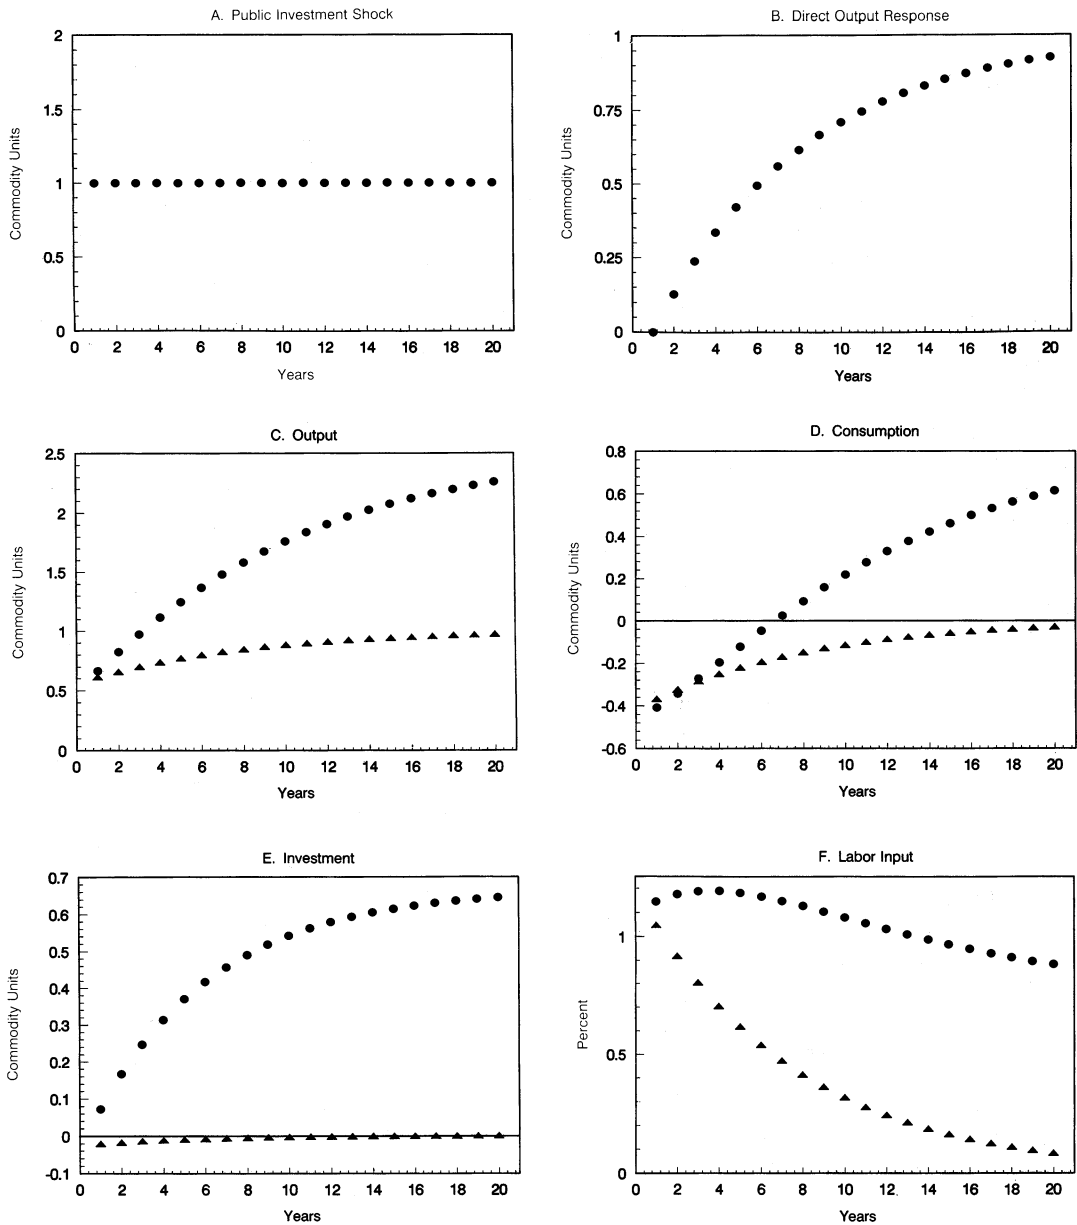 A. Public Investment Shock
2
1.5
1
0.5
0
Commodity Units
0 2 4 6 8 10 12 14 16 18 20
Years
B. Direct Output Response
1
0.75
0.5
0.25
0
Commodity Units
0 2 4 6 8 10 12 14 16 18 20
Years
C. Output
2.5
2
1.5
1
0.5
0
Commodity Units
0 2 4 6 8 10 12 14 16 18 20
Years
D. Consumption
0.8
0.6
0.4
0.2
0
-0.2
-0.4
-0.6
Commodity Units
0 2 4 6 8 10 12 14 16 18 20
Years
E. Investment
0.7
0.6
0.5
0.4
0.3
0.2
0.1
0
-0.1
Commodity Units
0 2 4 6 8 10 12 14 16 18 20
Years
F. Labor Input
1
0.5
0
Percent
0 2 4 6 8 10 12 14 16 18 20
Years